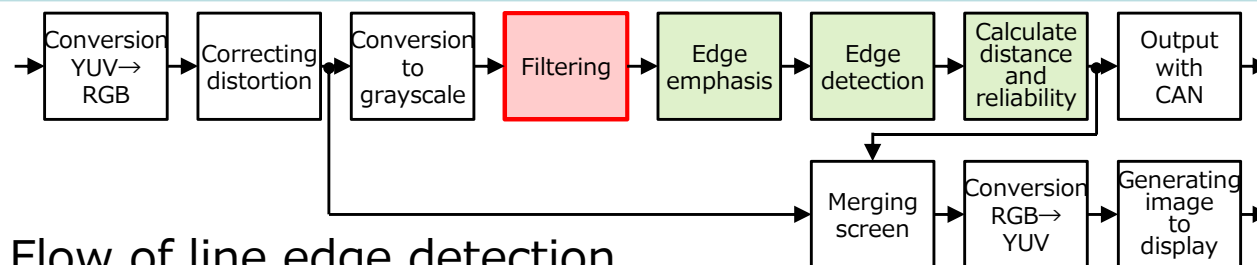 Conversion
YUV→
RGB
Correcting
distortion
Conversion
to
grayscale
Filtering
Edge
emphasis
Edge
detection
Calculate
distance
and
reliability
Output
with
CAN
Merging
screen
Conversion
RGB→
YUV
Generating
image
to
display
Flow of line edge detection